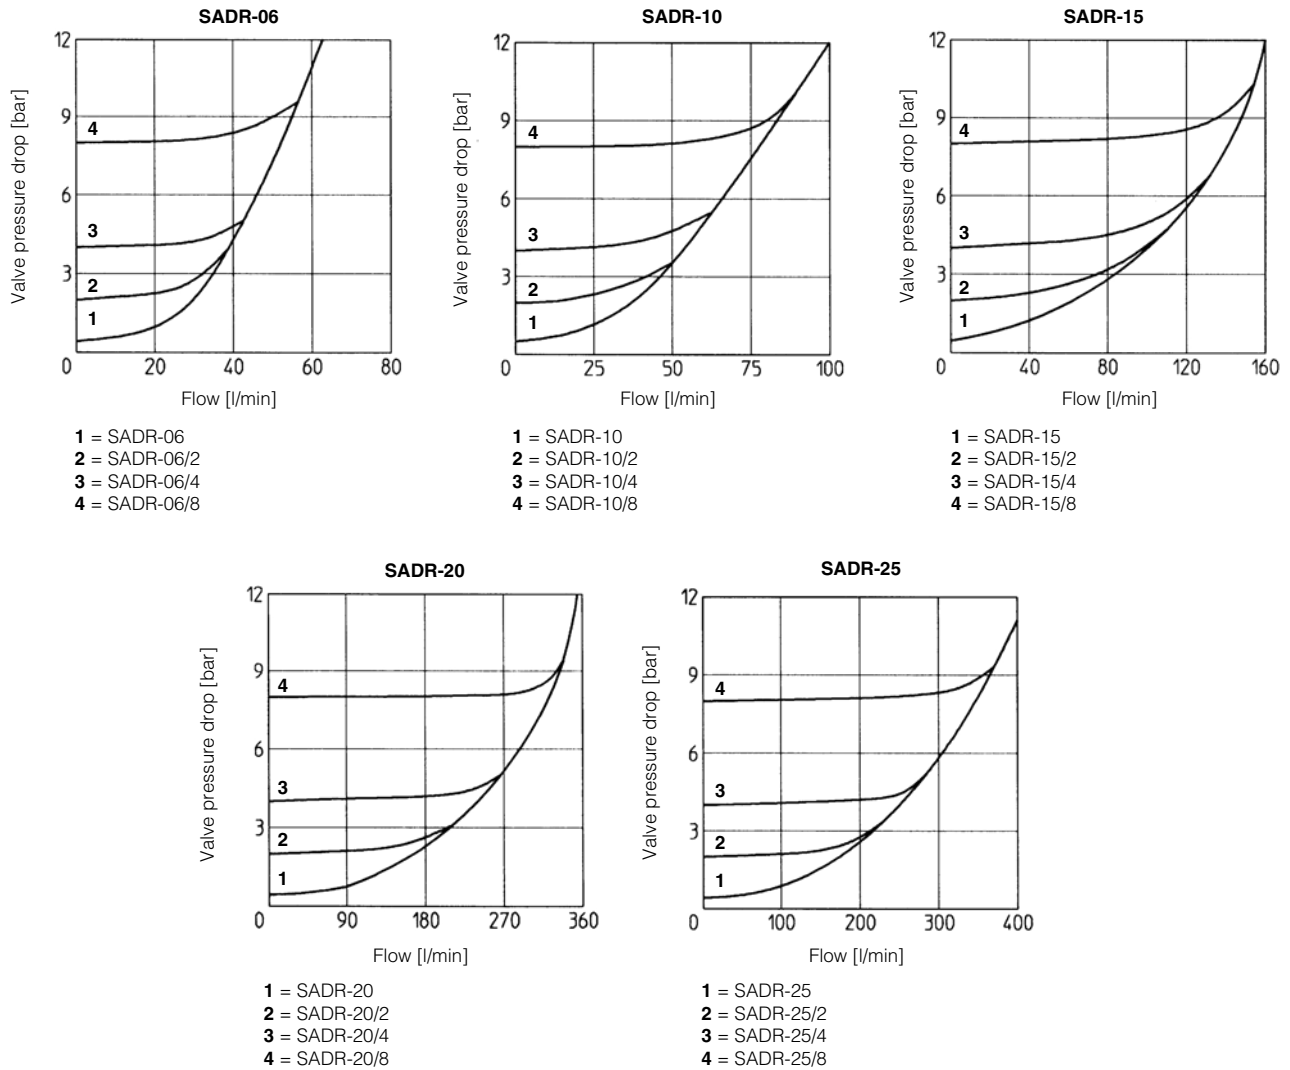 SADR-06
12
9
6
3
0
20
40
60
80
4
3
2
1
Valve pressure drop [bar]
Flow [l/min]
1 = SADR-06
2 = SADR-06/2
3 = SADR-06/4
4 = SADR-06/8
SADR-10
12
9
6
3
0
25
50
75
100
4
3
2
1
Valve pressure drop [bar]
Flow [l/min]
1 = SADR-10
2 = SADR-10/2
3 = SADR-10/4
4 = SADR-10/8
SADR-15
12
9
6
3
0
40
80
120
160
4
3
2
1
Valve pressure drop [bar]
Flow [l/min]
1 = SADR-15
2 = SADR-15/2
3 = SADR-15/4
4 = SADR-15/8
SADR-20
12
9
6
3
0
90
180
270
360
4
3
2
1
Valve pressure drop [bar]
Flow [l/min]
1 = SADR-20
2 = SADR-20/2
3 = SADR-20/4
4 = SADR-20/8
SADR-25
12
9
6
3
0
100
200
300
400
4
3
2
1
Valve pressure drop [bar]
Flow [l/min]
1 = SADR-25
2 = SADR-25/2
3 = SADR-25/4
4 = SADR-25/8